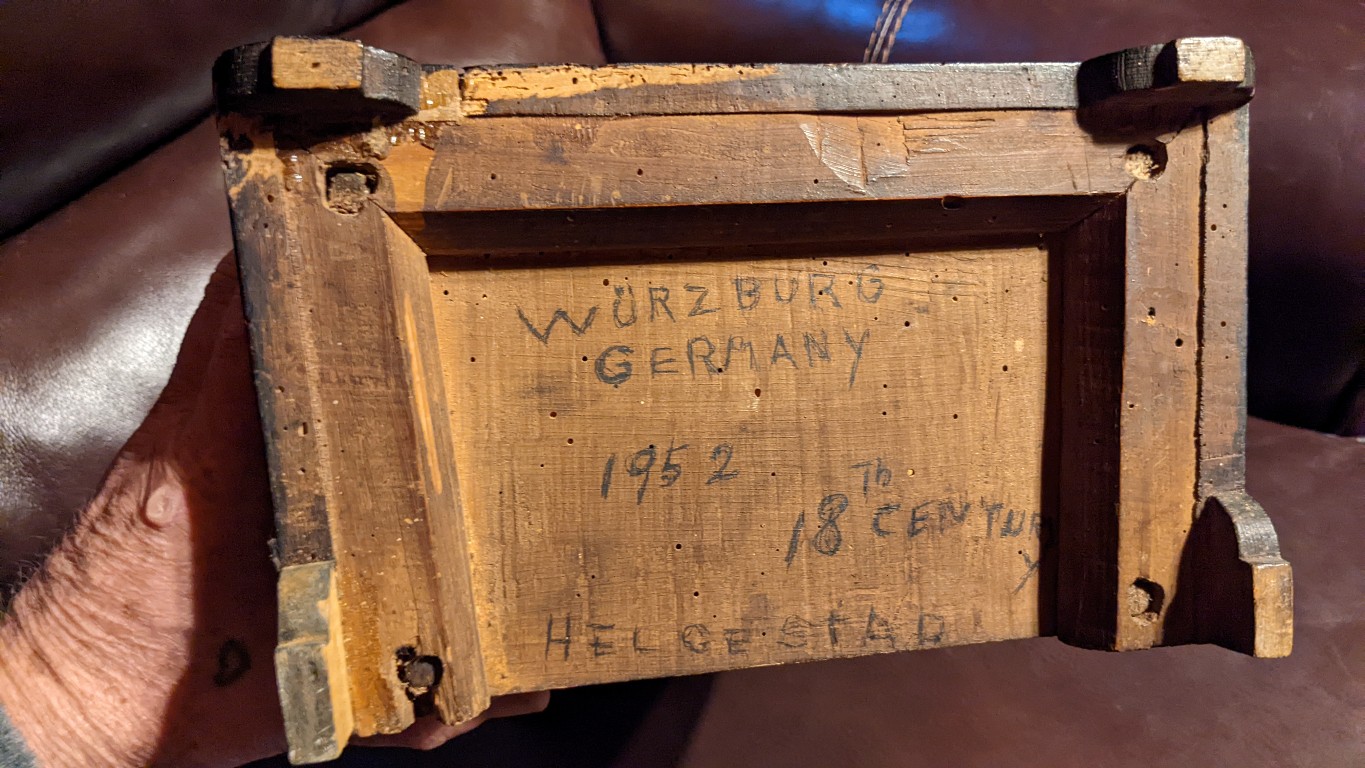 WÜRZBURG
GERMANY
1952
18Th CENTURY
HELGESTAD